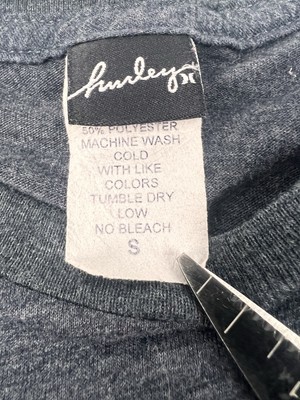 hurley
50% POLYESTER
MACHINE WASH
COLD
WITH LIKE
COLORS
TUMBLE DRY
LOW
NO BLEACH
S